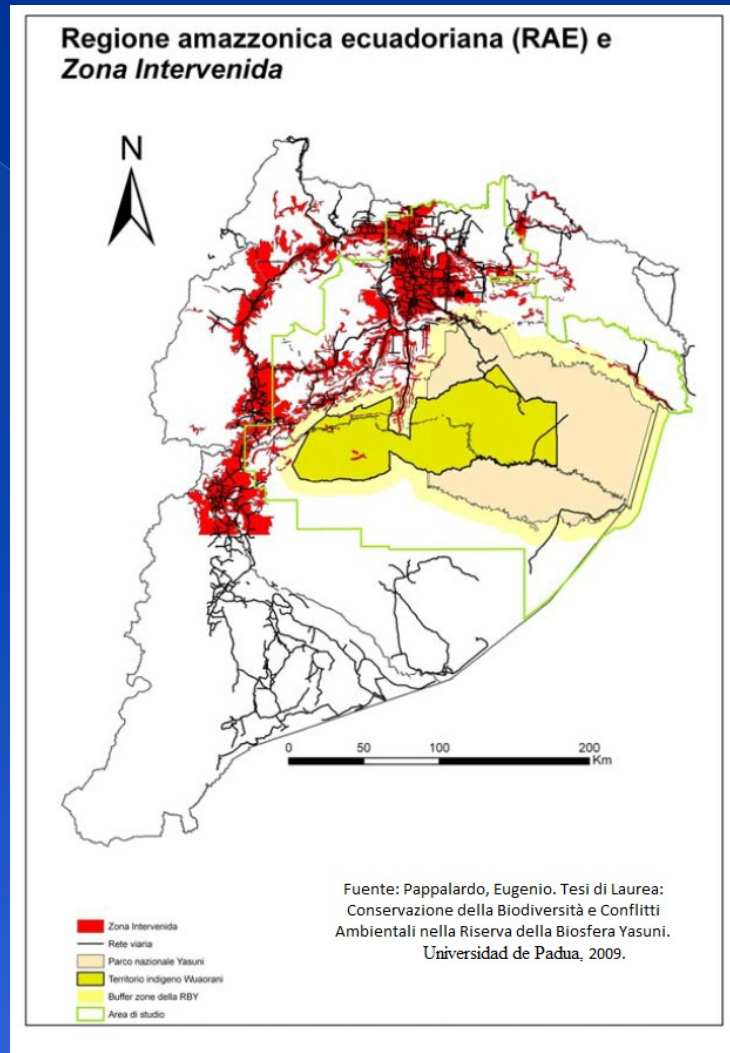 Regione amazzonica ecuadoriana (RAE) e
Zona Intervenida
N
0 50 100 200
Km
Fuente: Pappalardo, Eugenio. Tesi di Laurea:
Conservazione della Biodiversità e Conflitti
Ambientali nella Riserva della Biosfera Yasuni.
Universidad de Padua, 2009.
Zona Intervenida
Rete viaria
Parco nazionale Yasuni
Territorio indigeno Wuaorani
Buffer zone della RBY
Area di studio